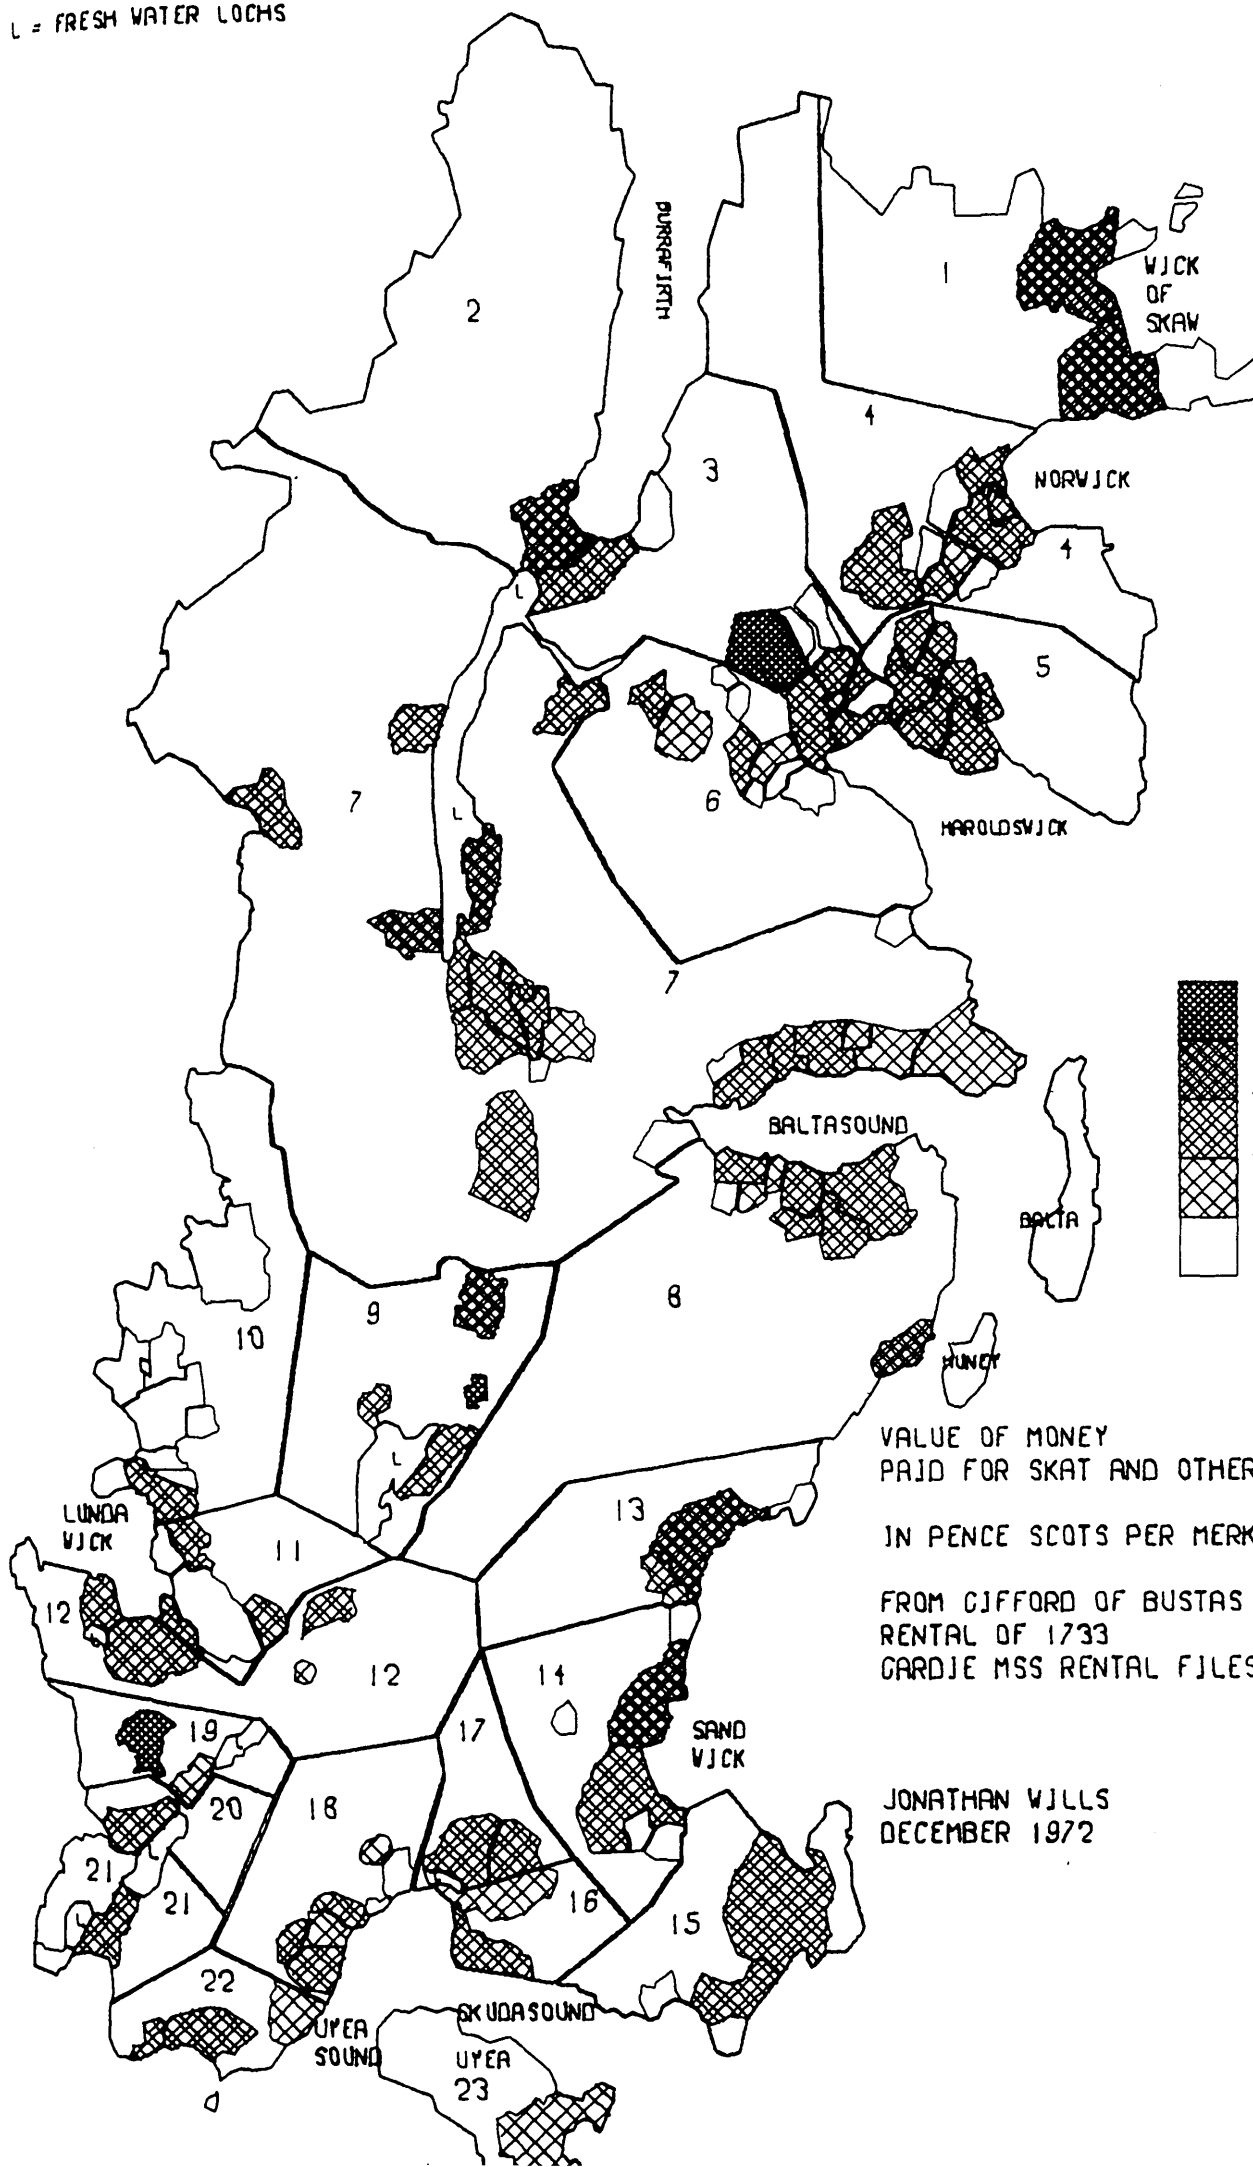 L = FRESH WATER LOCHS
BURRAFIRTH
1
2
WICK
OF
SKAW
4
3
NORWICK
4
L
5
7
6
L
HAROLDSWICK
7
BALTASOUND
BALTA
8
9
10
HUNEY
L
VALUE OF MONEY
PAID FOR SKAT AND OTHER
IN PENCE SCOTS PER MERK
FROM GIFFORD OF BUSTAS
RENTAL OF 1733
GARDIE MSS RENTAL FILES
LUNDA
WICK
13
11
12
12
14
17
19
SAND
WICK
20
18
JONATHAN WILLS
DECEMBER 1972
21
21
16
15
L
22
SKUDASOUND
UYEA
SOUND
UYEA
23